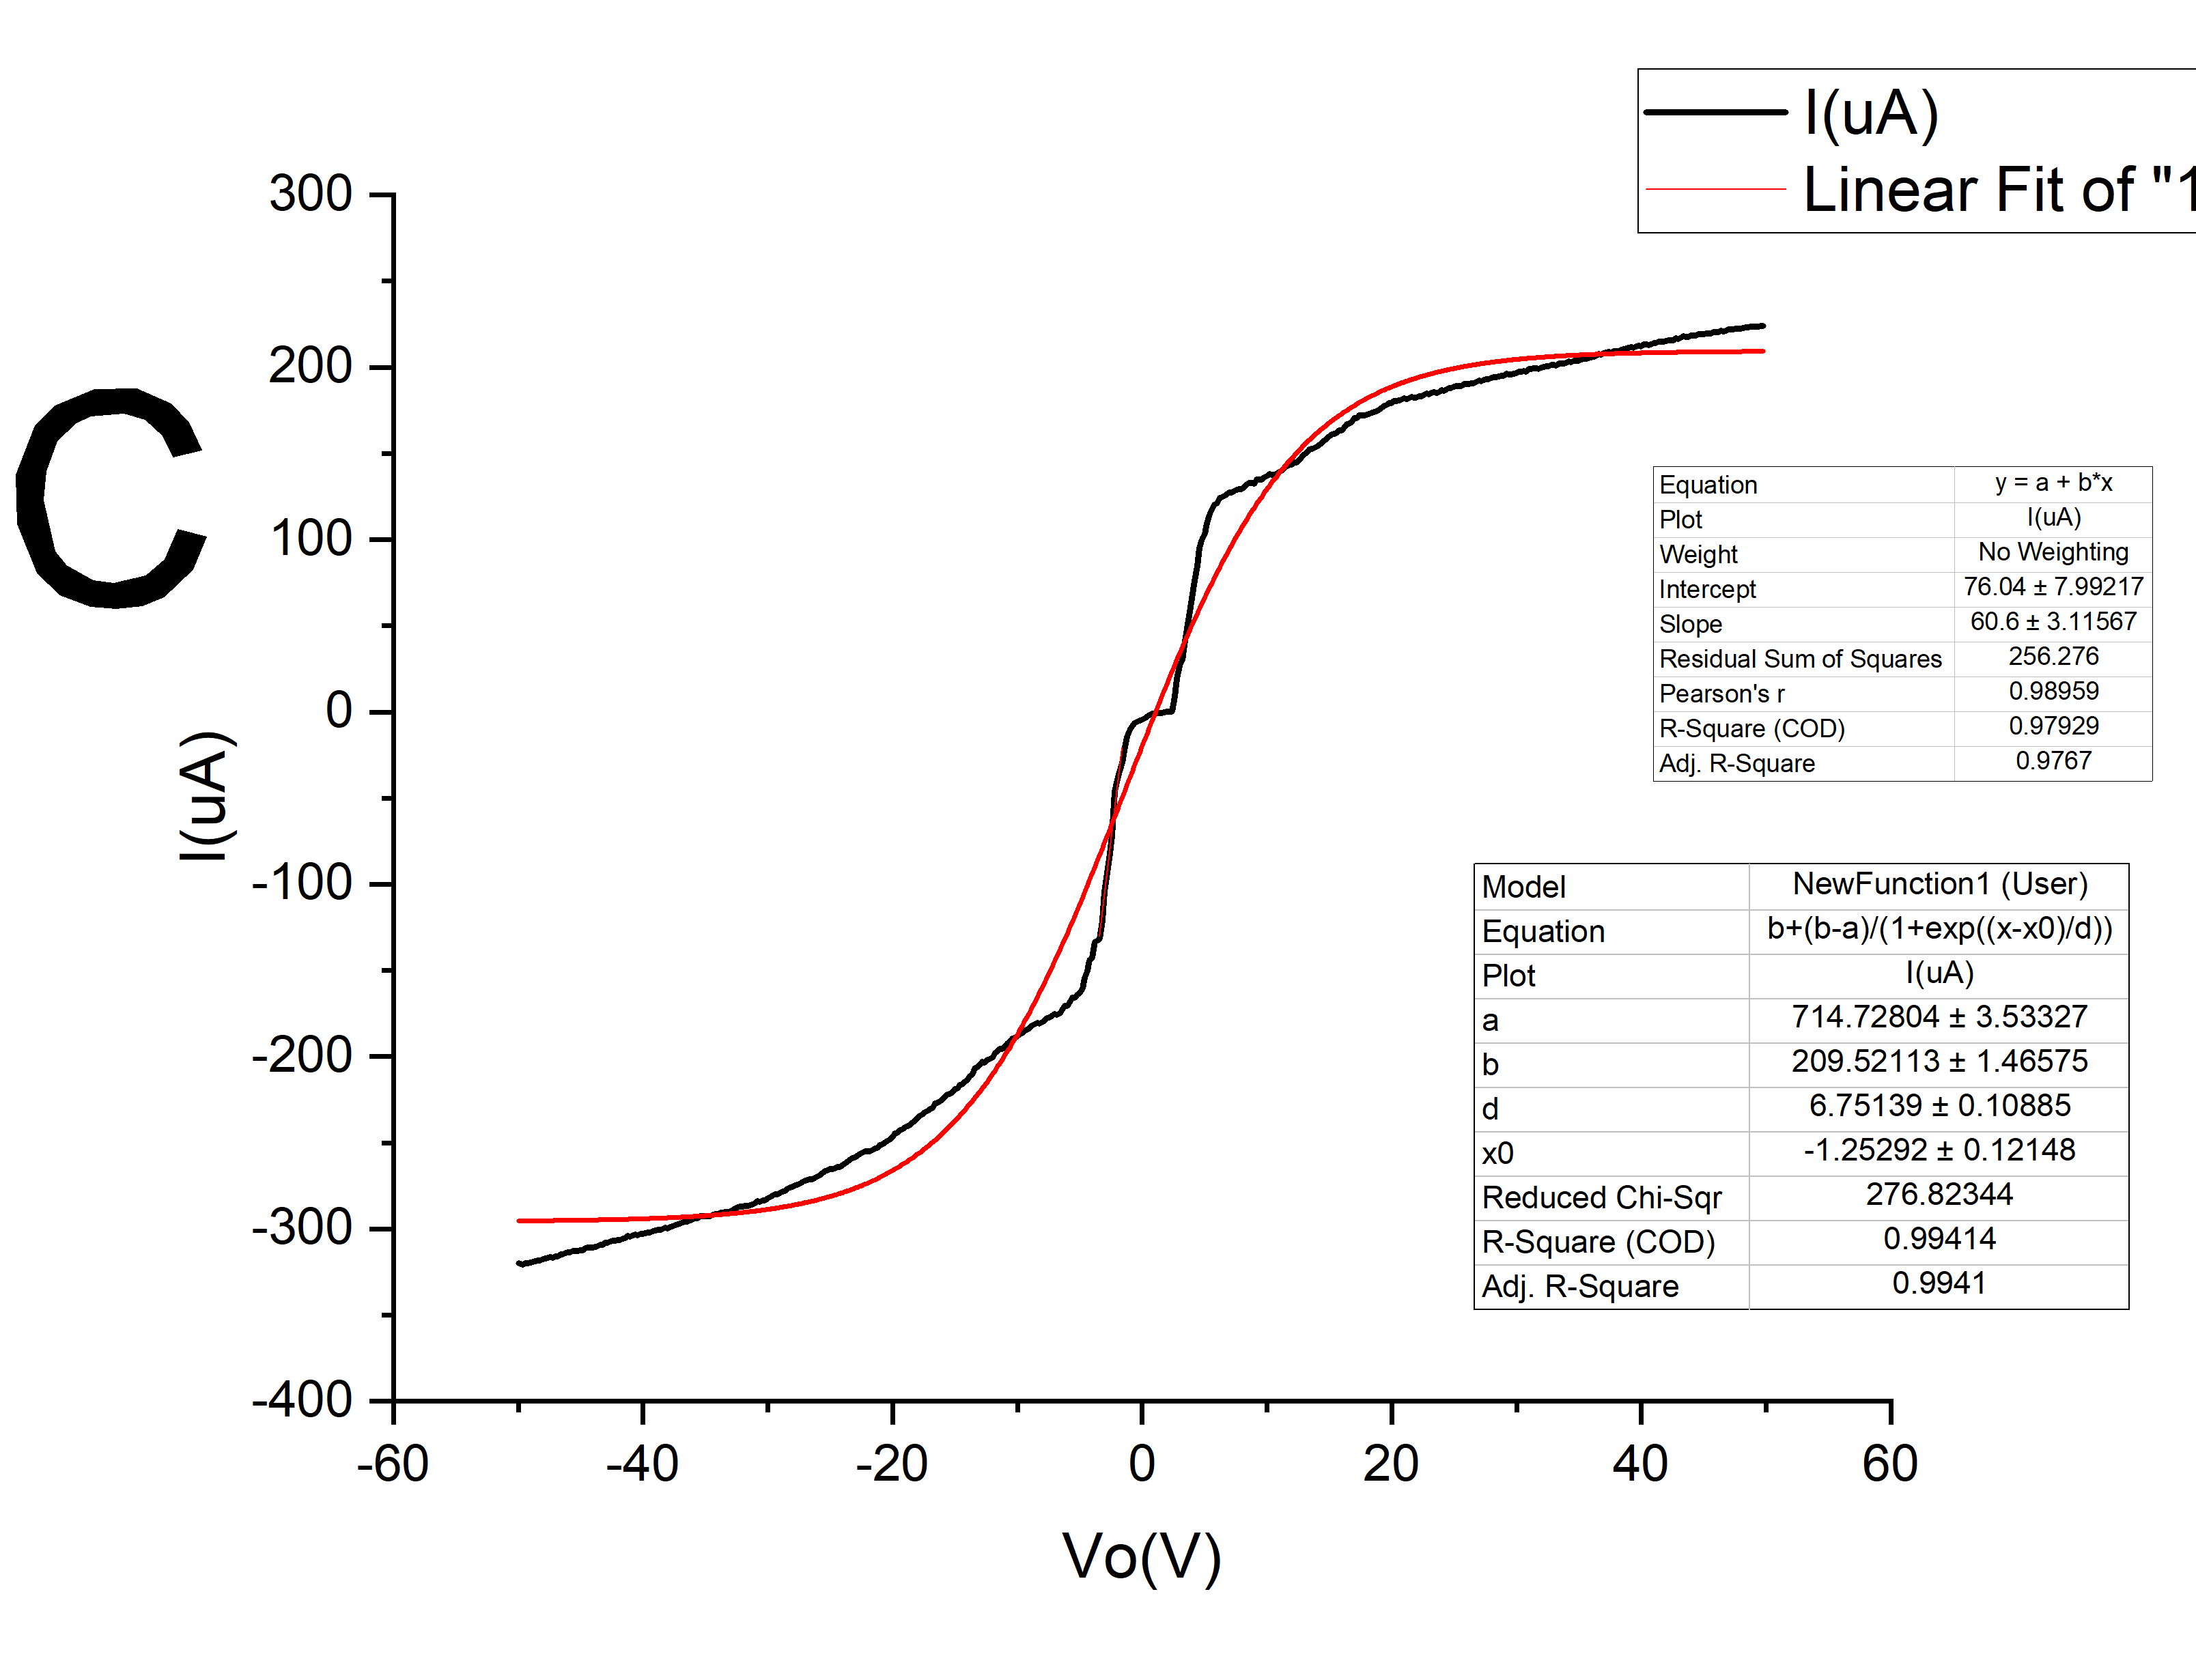 I(uA)
Linear Fit of "1
C
300
200
100
0
-100
-200
-300
-400
I(uA)
-60 -40 -20 0 20 40 60
Vo(V)
Equation y = a + b*x
Plot I(uA)
Weight No Weighting
Intercept 76.04 ± 7.99217
Slope 60.6 ± 3.11567
Residual Sum of Squares 256.276
Pearson's r 0.98959
R-Square (COD) 0.97929
Adj. R-Square 0.9767
Model NewFunction1 (User)
Equation b+(b-a)/(1+exp((x-x0)/d))
Plot I(uA)
a 714.72804 ± 3.53327
b 209.52113 ± 1.46575
d 6.75139 ± 0.10885
x0 -1.25292 ± 0.12148
Reduced Chi-Sqr 276.82344
R-Square (COD) 0.99414
Adj. R-Square 0.9941